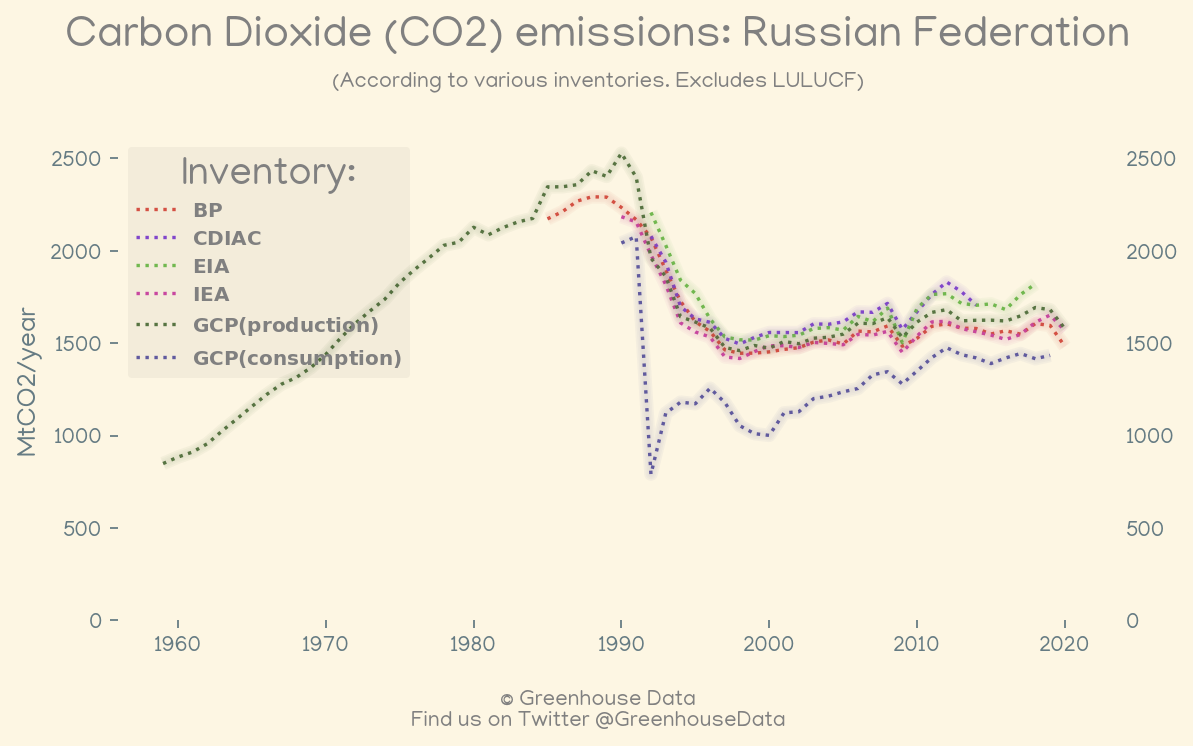 Carbon Dioxide (CO2) emissions: Russian Federation
(According to various inventories. Excludes LULUCF)
Inventory:
BP
CDIAC
EIA
IEA
GCP(production)
GCP(consumption)
MtCO2/year
2500
2000
1500
1000
500
0
2500
2000
1500
1000
500
0
1960 1970 1980 1990 2000 2010 2020
© Greenhouse Data
Find us on Twitter @GreenhouseData